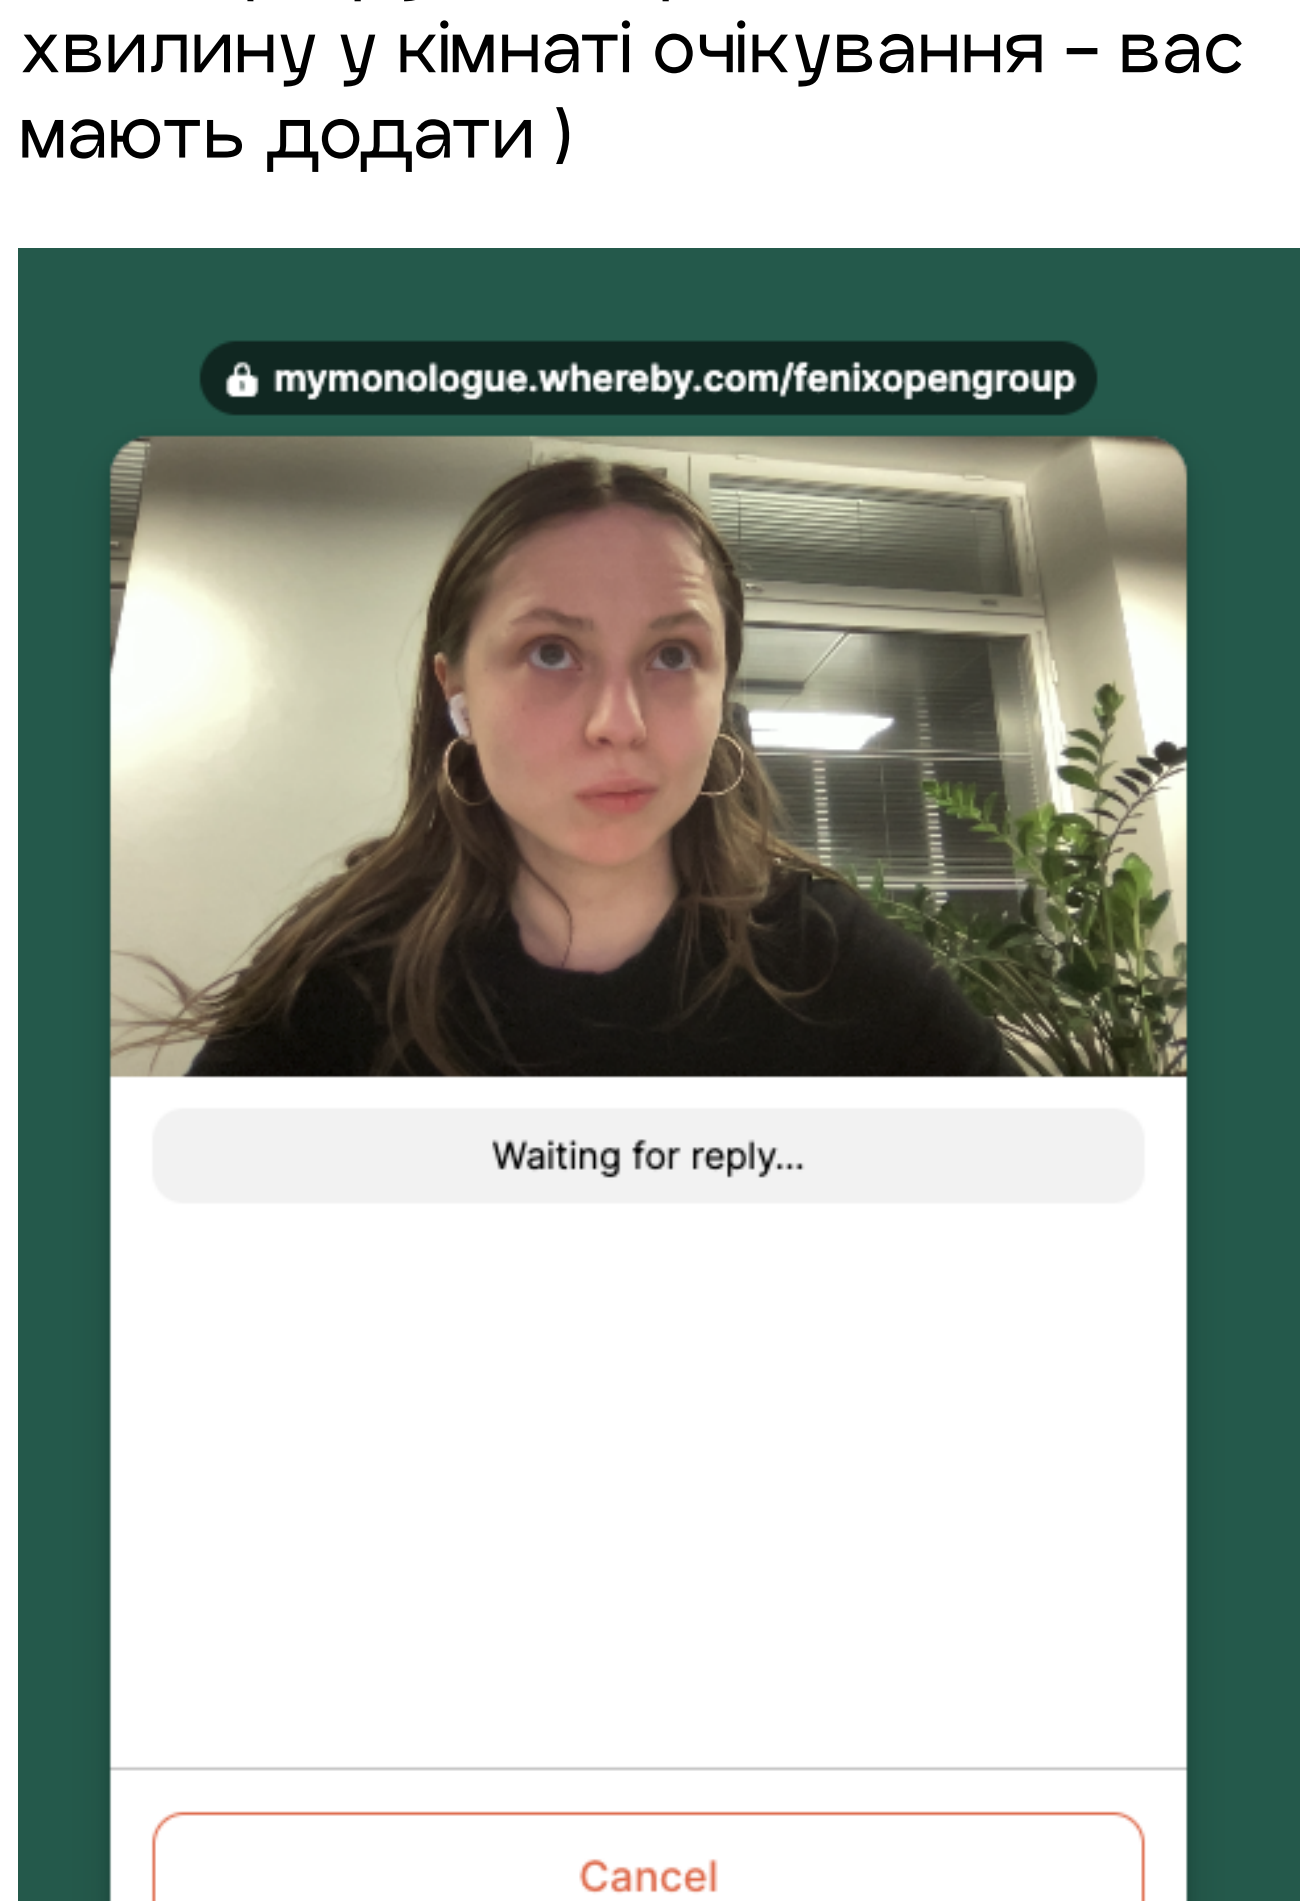 хвилину у кімнаті очікування – вас
мають додати )
mymonologue.whereby.com/fenixopengroup
Waiting for reply...
Cancel